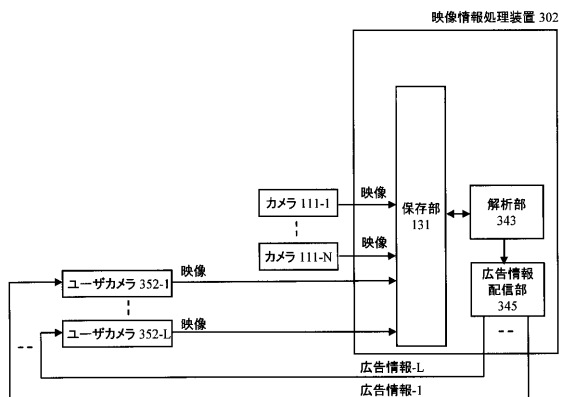 映像情報処理装置 302
カメラ 111-1
映像
カメラ 111-N
映像
保存部
131
解析部
343
広告情報
配信部
345
ユーザカメラ 352-1
映像
ユーザカメラ 352-L
映像
広告情報-L
広告情報-1